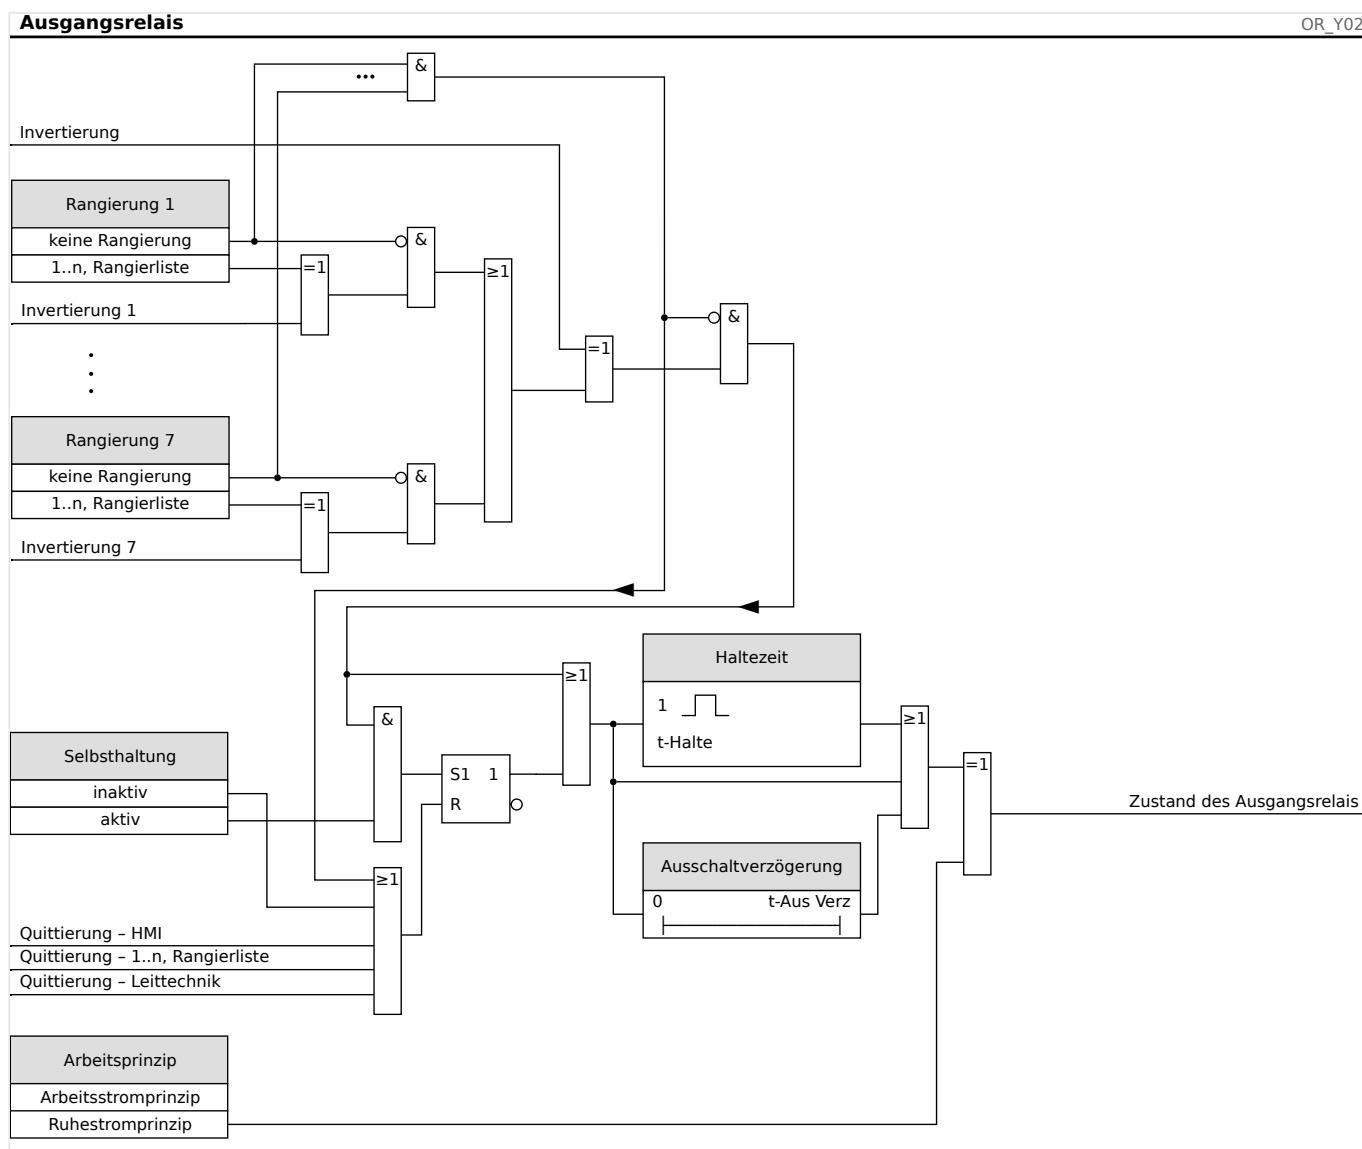 Ausgangsrelais
OR_Y02
&
Invertierung
Rangierung 1
keine Rangierung
&
1..n, Rangierliste
=1
≥1
Invertierung 1
&
=1
Rangierung 7
keine Rangierung
&
1..n, Rangierliste
=1
Invertierung 7
Haltezeit
≥1
1
t-Halte
&
≥1
Selbsthaltung
inaktiv
aktiv
S1 1
R
=1
Zustand des Ausgangsrelais
Ausschaltverzögerung
0 t-Aus Verz
≥1
Quittierung – HMI
Quittierung – 1..n, Rangierliste
Quittierung – Leittechnik
Arbeitsprinzip
Arbeitsstromprinzip
Ruhestromprinzip